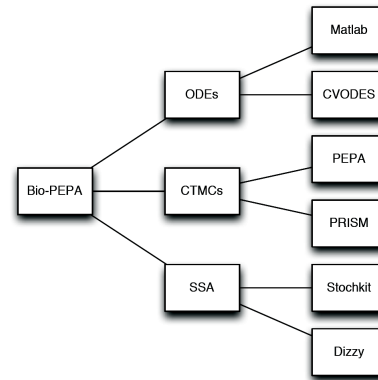 Matlab
ODEs
CVODES
PEPA
Bio-PEPA
CTMCs
PRISM
SSA
Stochkit
Dizzy